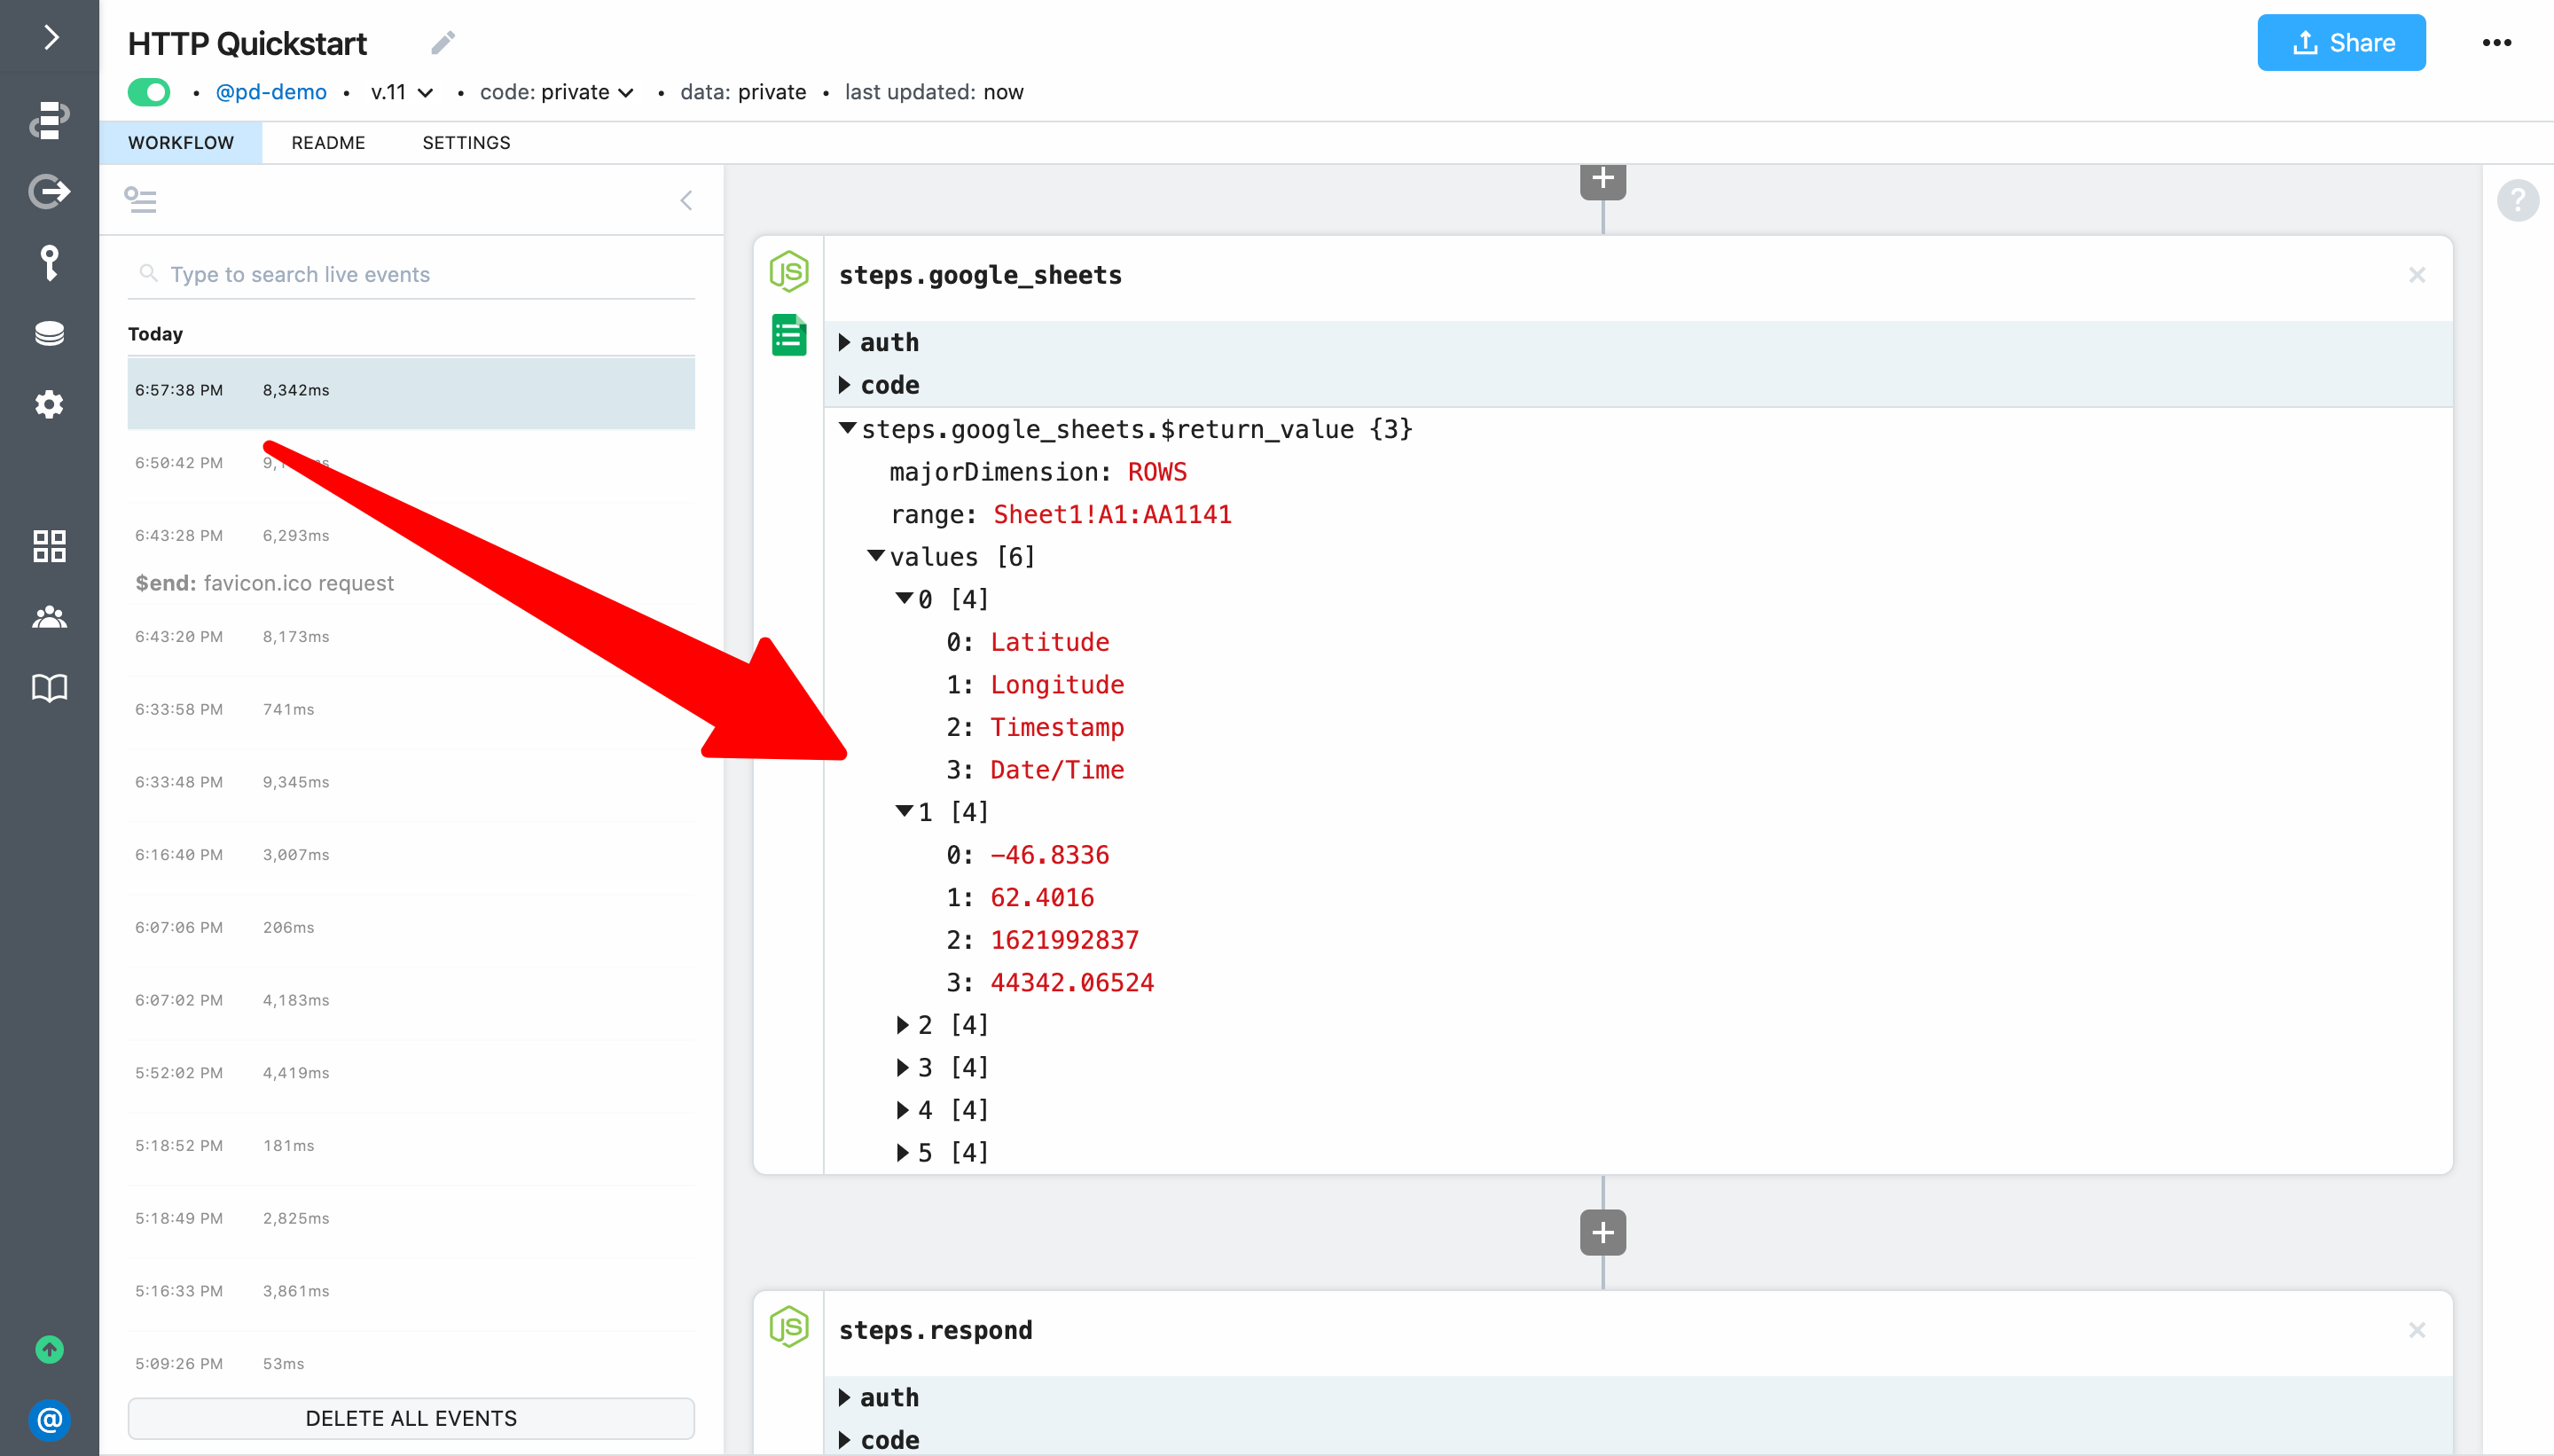 HTTP Quickstart
Share
• @pd-demo • v.11 • code: private • data: private • last updated: now
WORKFLOW README SETTINGS
Type to search live events
Today
6:57:38 PM 8,342ms
6:50:42 PM
6:43:28 PM 6,293ms
$end: favicon.ico request
6:43:20 PM 8,173ms
6:33:58 PM 741ms
6:33:48 PM 9,345ms
6:16:40 PM 3,007ms
6:07:06 PM 206ms
6:07:02 PM 4,183ms
5:52:02 PM 4,419ms
5:18:52 PM 181ms
5:18:49 PM 2,825ms
5:16:33 PM 3,861ms
5:09:26 PM 53ms
DELETE ALL EVENTS
@
?
JS
steps.google_sheets
auth
code
steps.google_sheets.$return_value {3}
majorDimension: ROWS
range: Sheet1!A1:AA1141
values [6]
0 [4]
0: Latitude
1: Longitude
2: Timestamp
3: Date/Time
1 [4]
0: -46.8336
1: 62.4016
2: 1621992837
3: 44342.06524
2 [4]
3 [4]
4 [4]
5 [4]
JS
steps.respond
auth
code